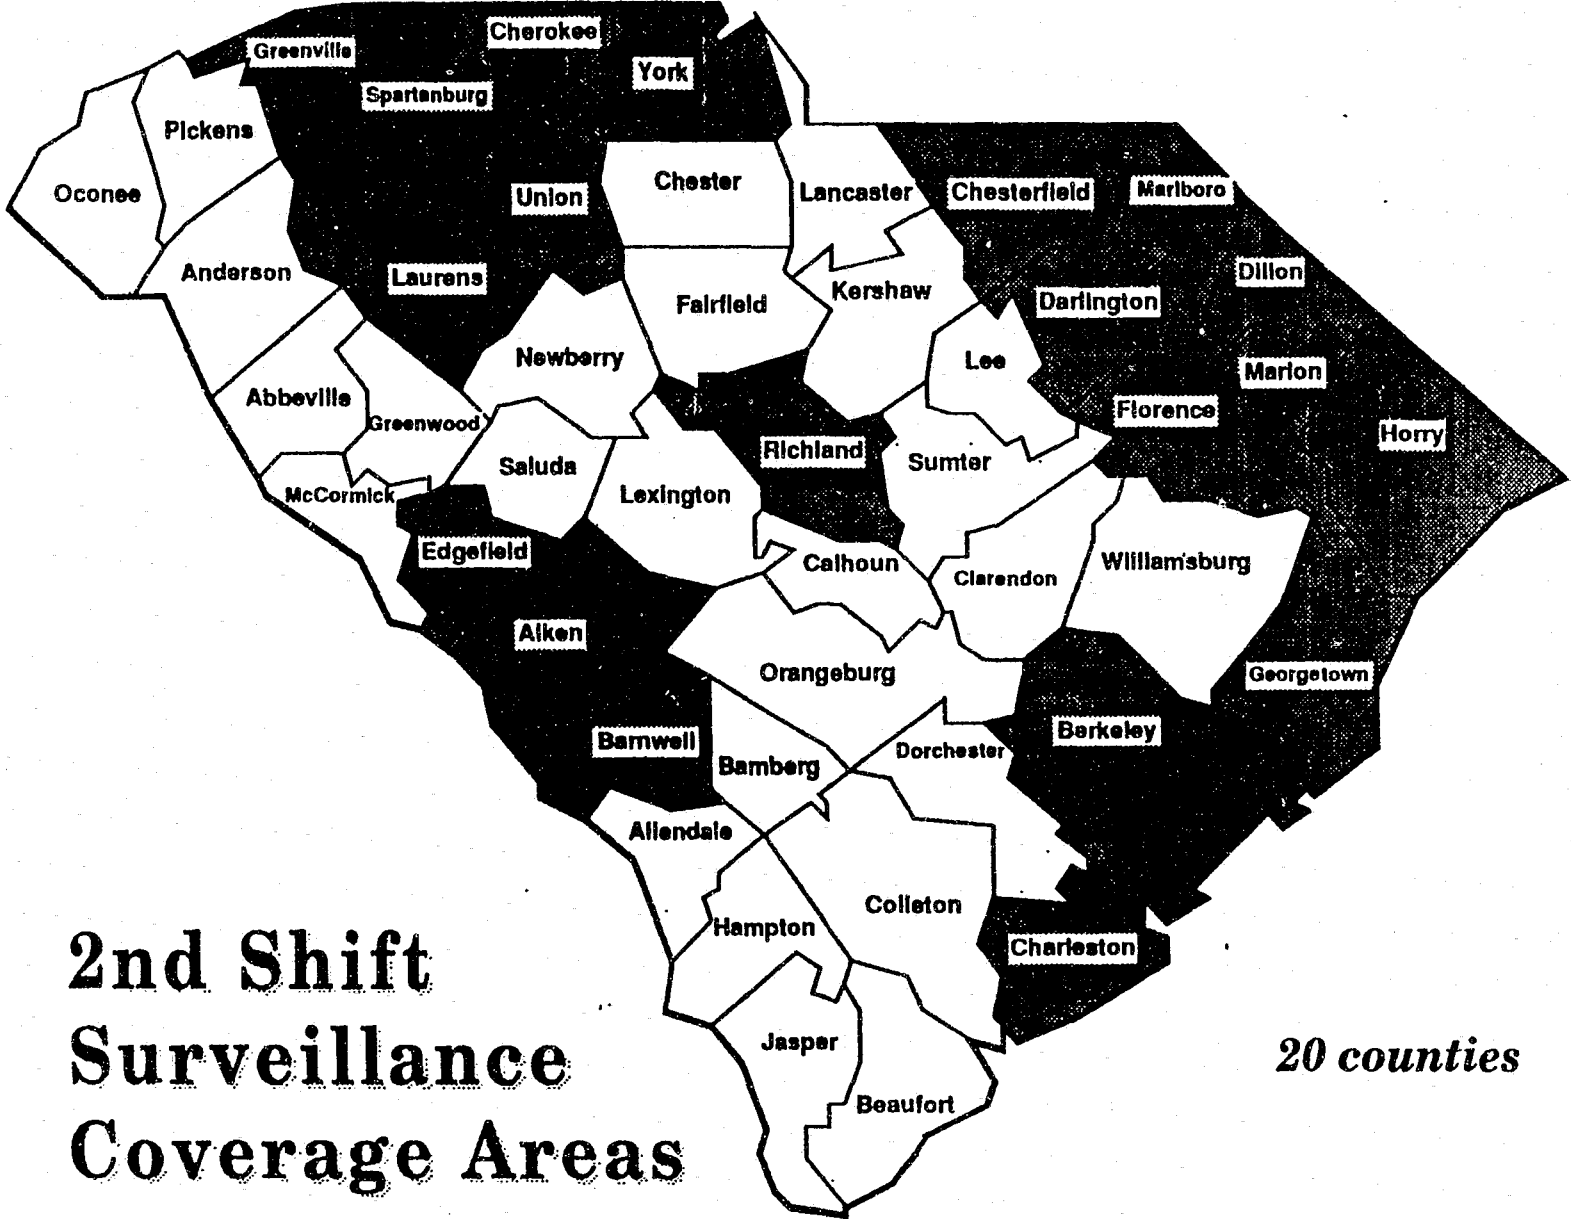 Cherokee
Greenville
York
Spartanburg
Pickens
Chester
Union
Lancaster
Chesterfield
Marlboro
Oconee
Anderson
Laurens
Fairfield
Kershaw
Darlington
Dillon
Newberry
Lee
Marion
Abbeville
Greenwood
Florence
Horry
Saluda
Richland
Sumter
McCormick
Lexington
Edgefield
Calhoun
Clarendon
Williamsburg
Aiken
Orangeburg
Georgetown
Barnwell
Bamberg
Dorchester
Berkeley
Allendale
Colleton
Hampton
Charleston
Jasper
Beaufort
2nd Shift
Surveillance
Coverage Areas
20 counties